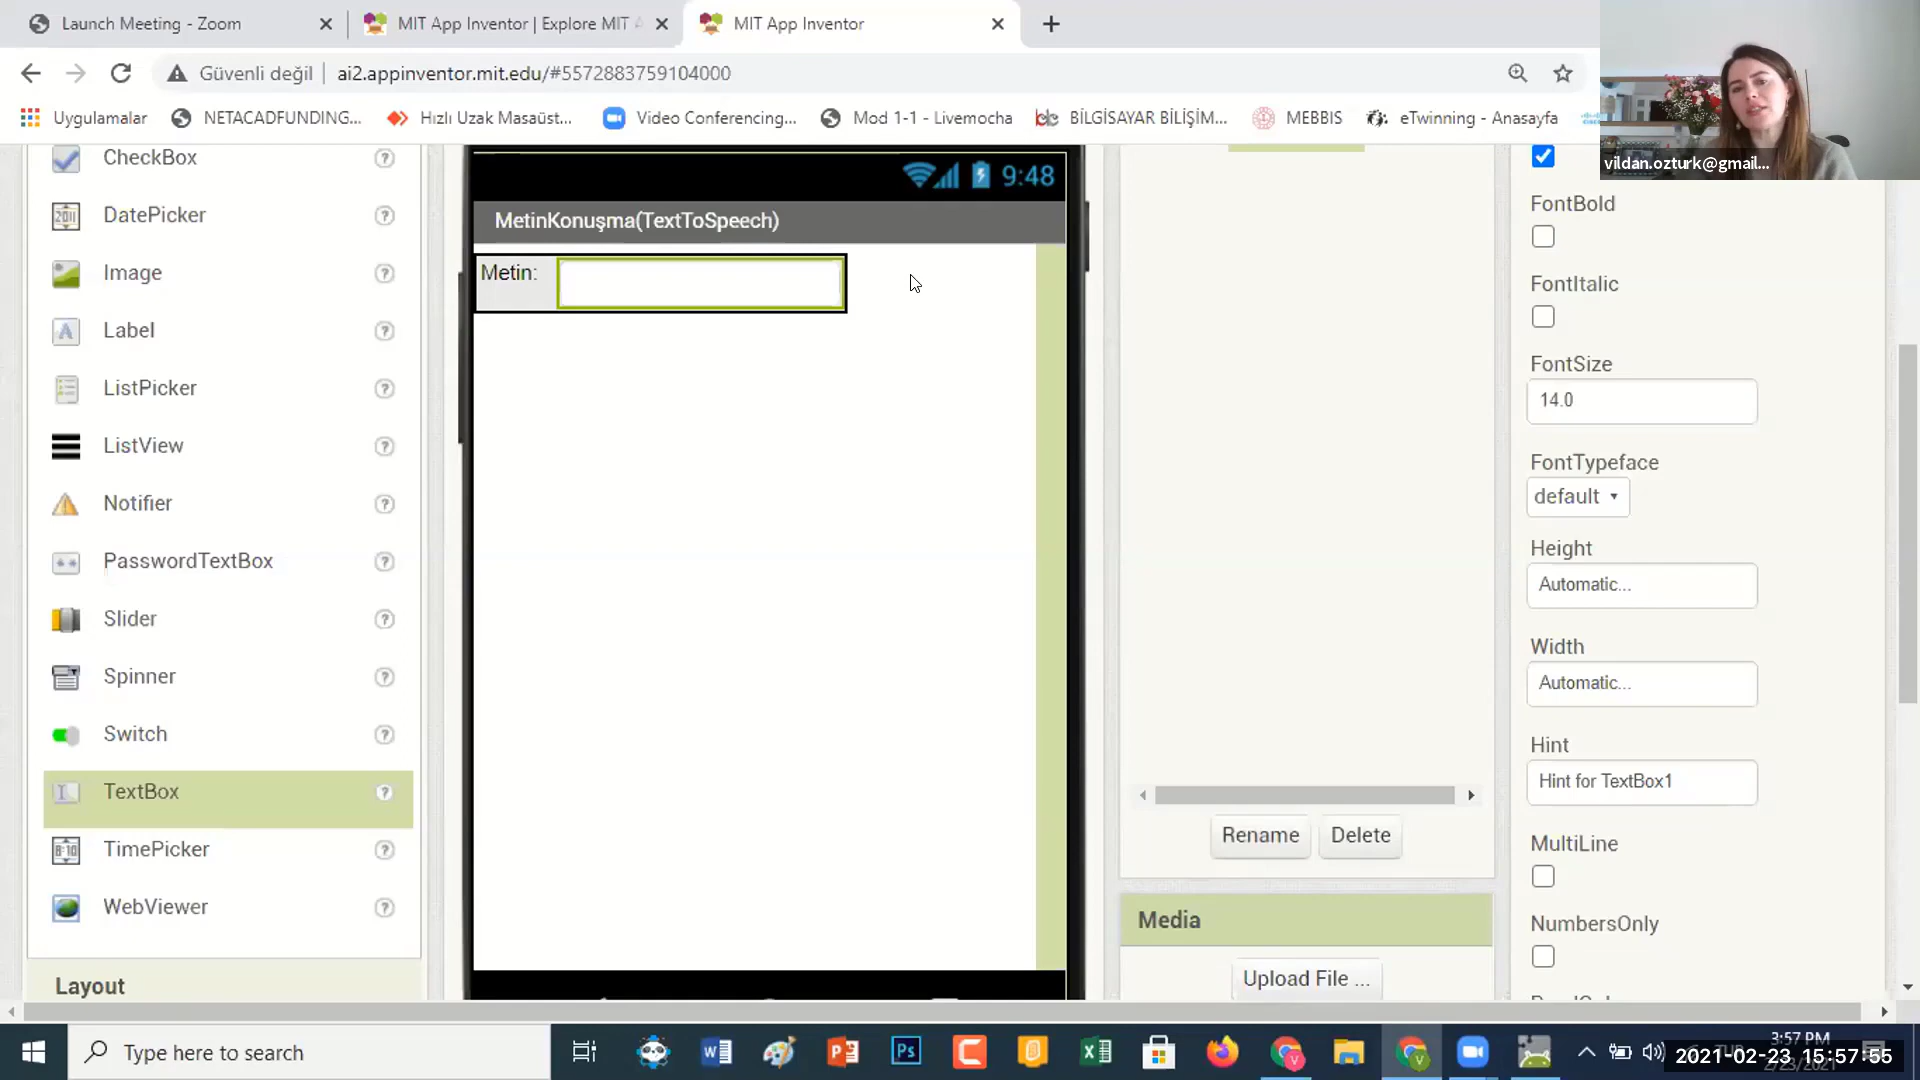 Launch Meeting - Zoom
MIT App Inventor | Explore MIT
MIT App Inventor
Güvenli değil
ai2.appinventor.mit.edu/#5572883759104000
Uygulamalar
NETACADFUNDING...
Hızlı Uzak Masaüst...
Video Conferencing...
Mod 1-1 - Livemocha
BİLGİSAYAR BİLİŞİM...
MEBBIS
eTwinning - Anasayfa
vildan.ozturk@gmail...
CheckBox
DatePicker
Image
Label
ListPicker
ListView
Notifier
PasswordTextBox
Slider
Spinner
Switch
TextBox
TimePicker
WebViewer
Layout
9:48
MetinKonuşma(TextToSpeech)
Metin:
Rename
Delete
Media
Upload File ...
FontBold
FontItalic
FontSize
14.0
FontTypeface
default
Height
Automatic...
Width
Automatic...
Hint
Hint for TextBox1
MultiLine
NumbersOnly
Type here to search
3:57 PM
2021-02-23 15:57:55